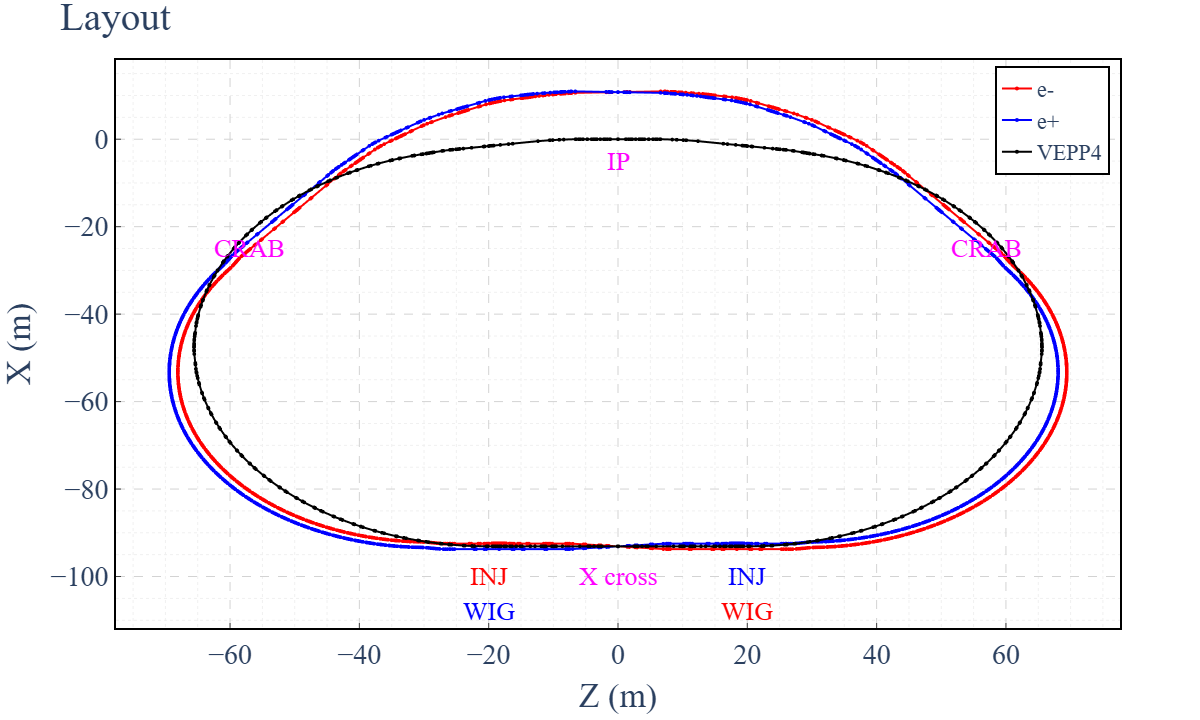 Layout
e-
e+
VEPP4
X (m)
0
−20
−40
−60
−80
−100
IP
CRAB
CRAB
INJ
X cross
INJ
WIG
WIG
−60
−40
−20
0
20
40
60
Z (m)